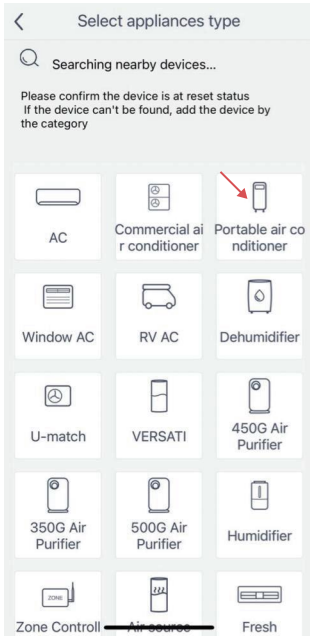 Select appliances type
Searching nearby devices...
Please confirm the device is at reset status
If the device can't be found, add the device by
the category
AC
Commercial ai
r conditioner
Portable air co
nditioner
Window AC
RV AC
Dehumidifier
U-match
VERSATI
450G Air
Purifier
350G Air
Purifier
500G Air
Purifier
Humidifier
ZONE
Zone Controll
Air source
Fresh